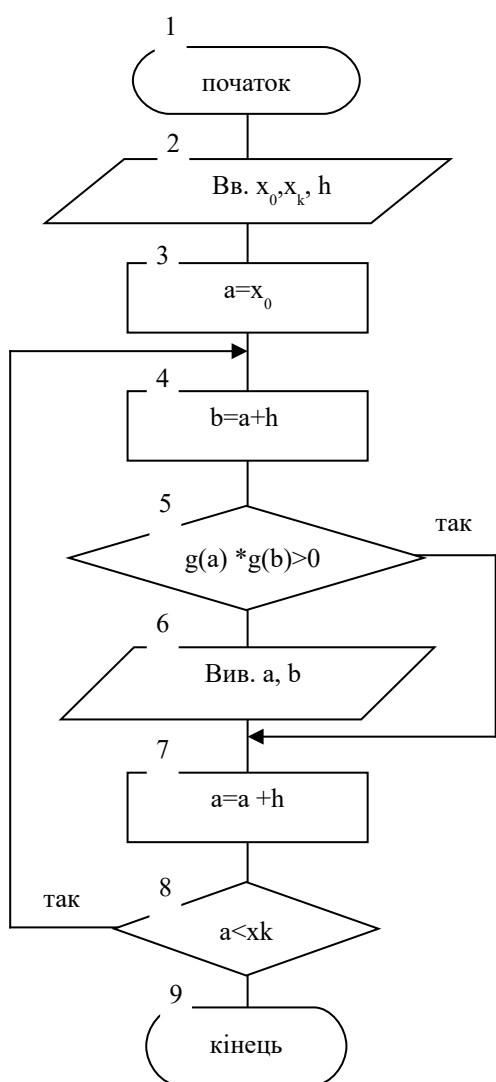 1
початок
2
Вв. x₀,xₖ, h
3
a=x₀
4
b=a+h
5
так
g(a) *g(b)>0
6
Вив. a, b
7
a=a +h
8
так
a<xk
9
кінець